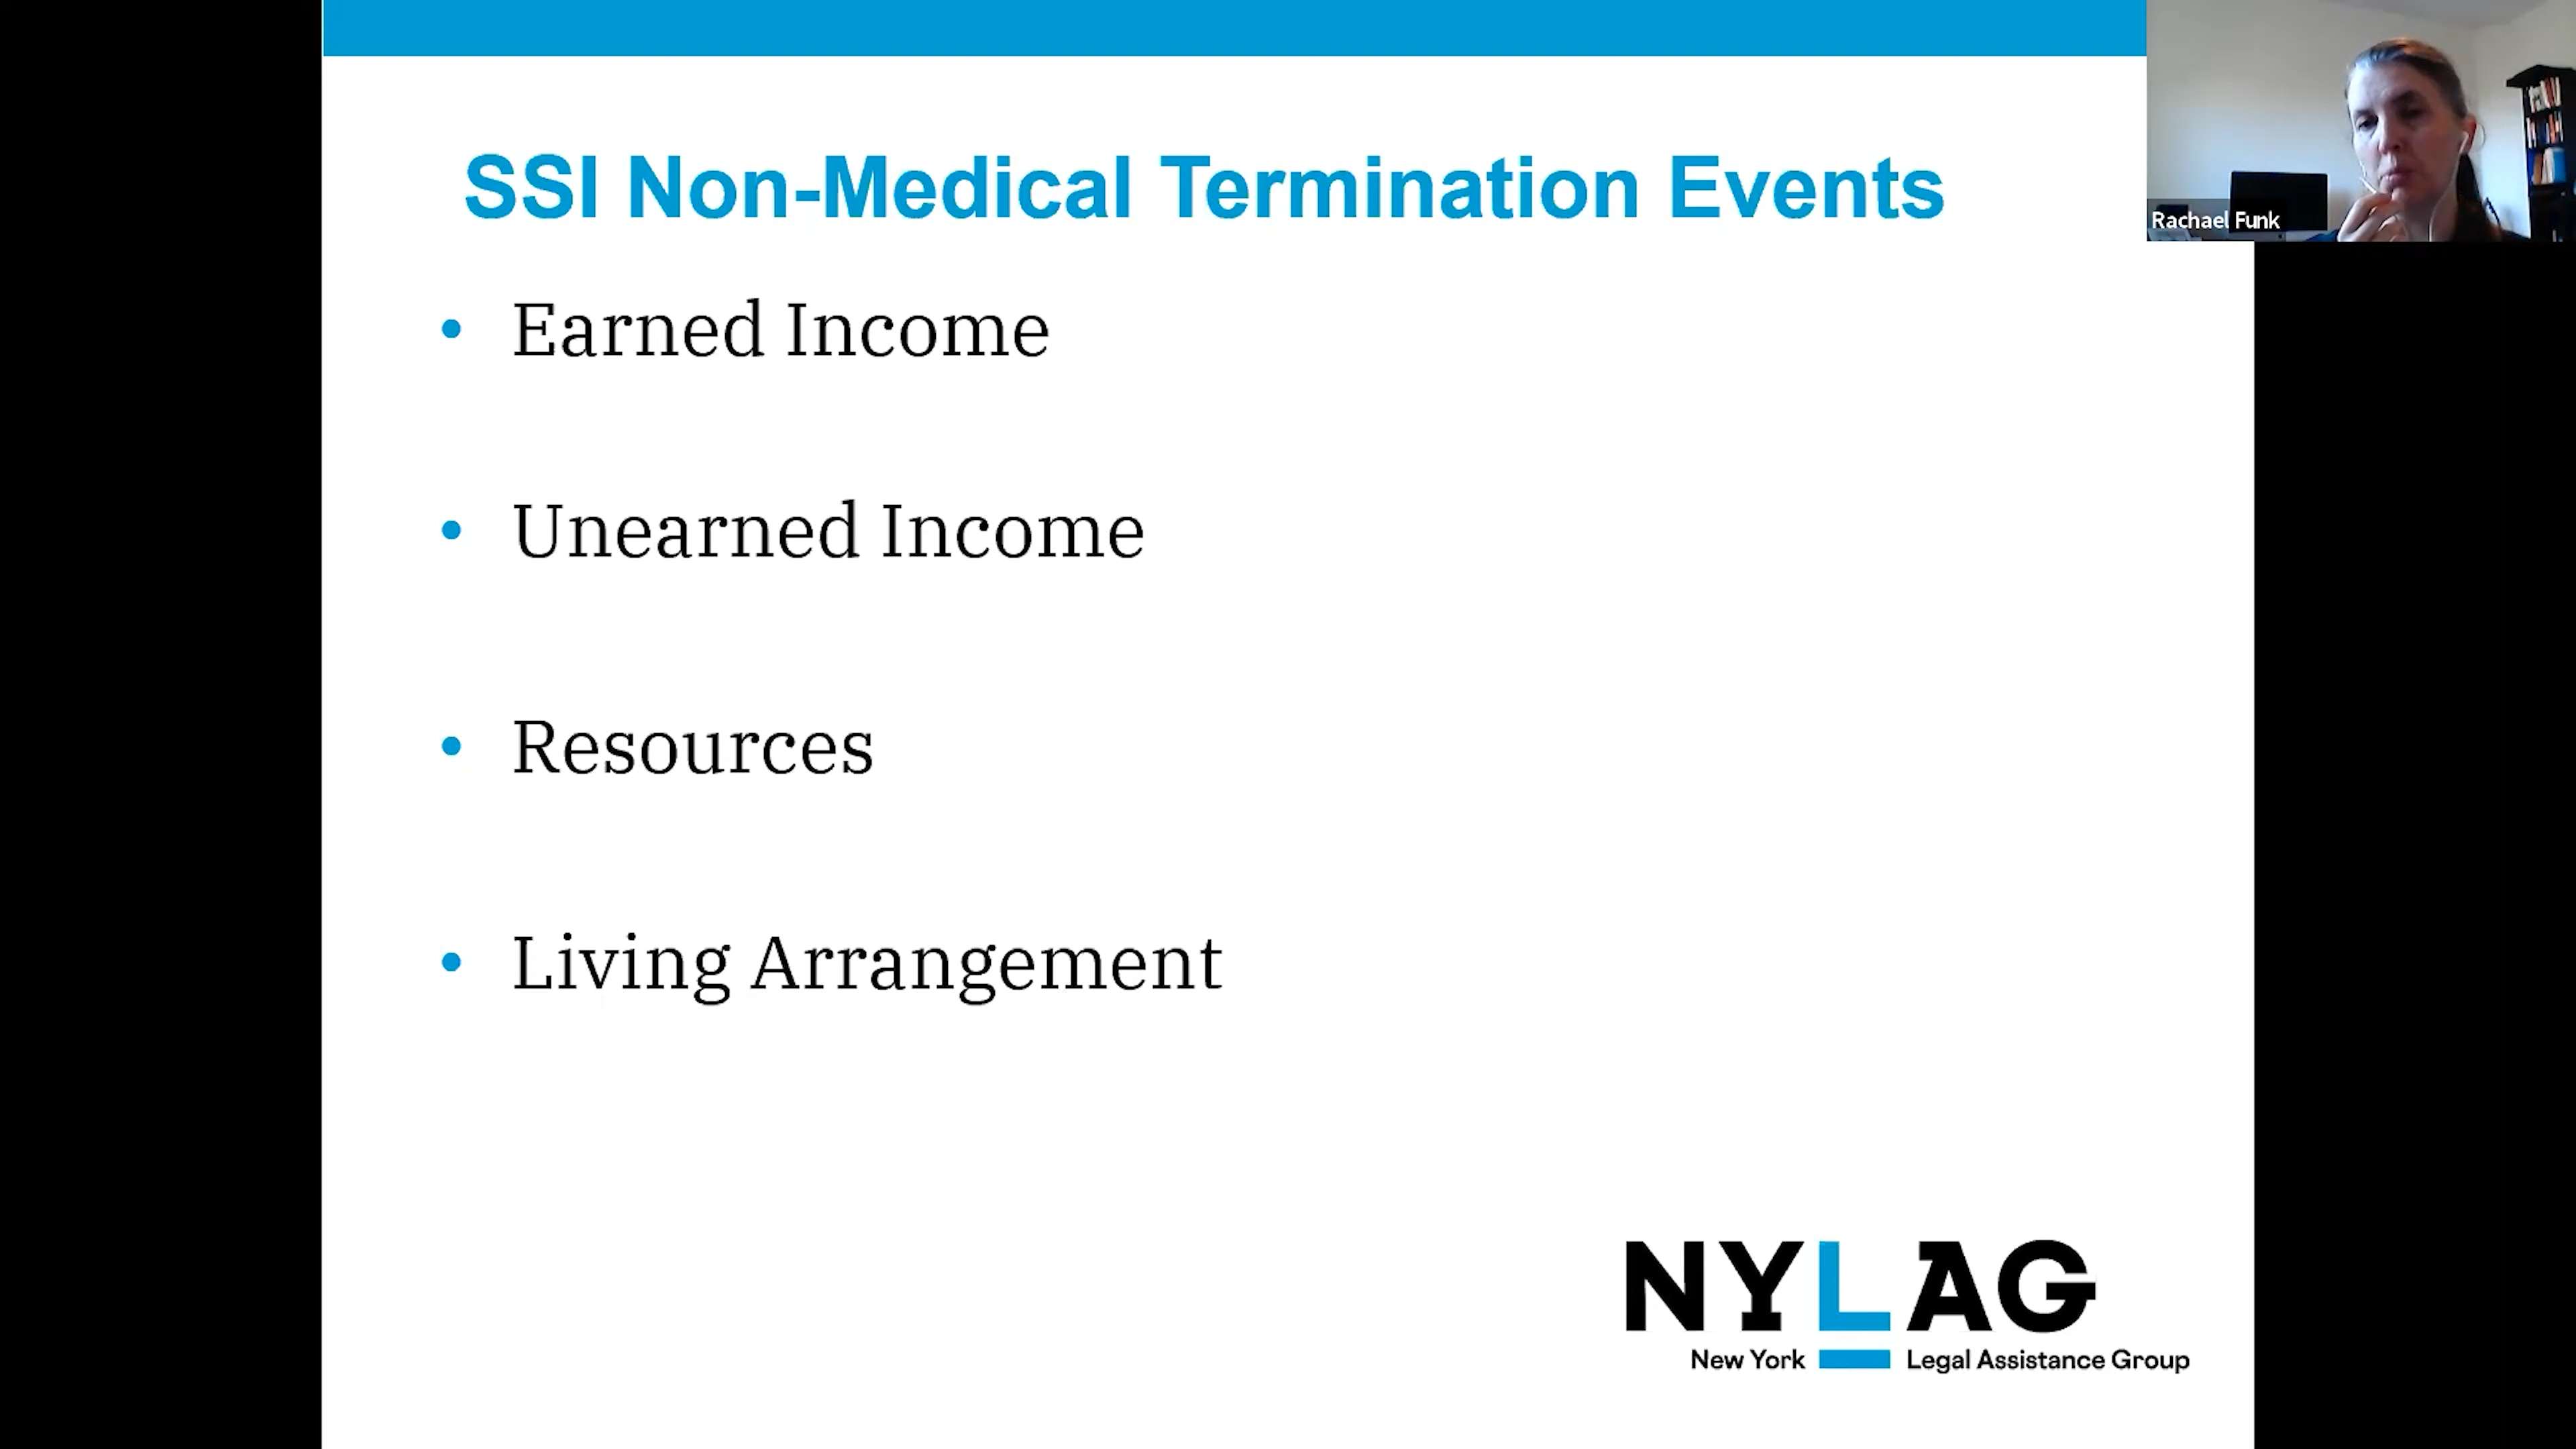 SSI Non-Medical Termination Events
Rachael Funk
• Earned Income
• Unearned Income
• Resources
• Living Arrangement
NYLAG
New York Legal Assistance Group